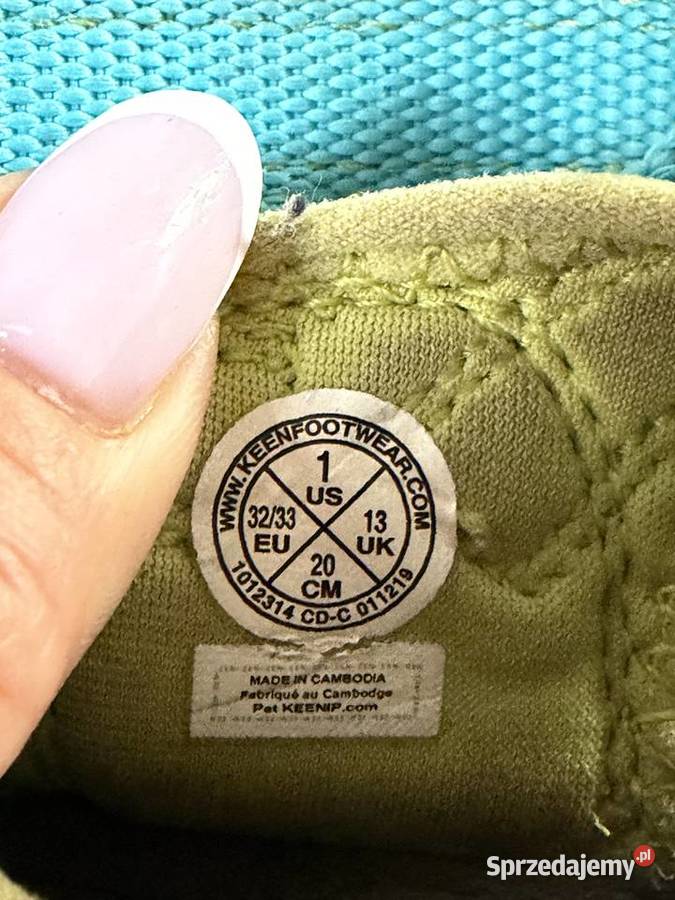 WWW.KEENFOOTWEAR.COM
1
US
32/33
EU
13
UK
20
CM
1012314 CD-C 011219
MADE IN CAMBODIA
Fabriqué au Cambodge
Pat KEENIP.com
Sprzedajemy.pl